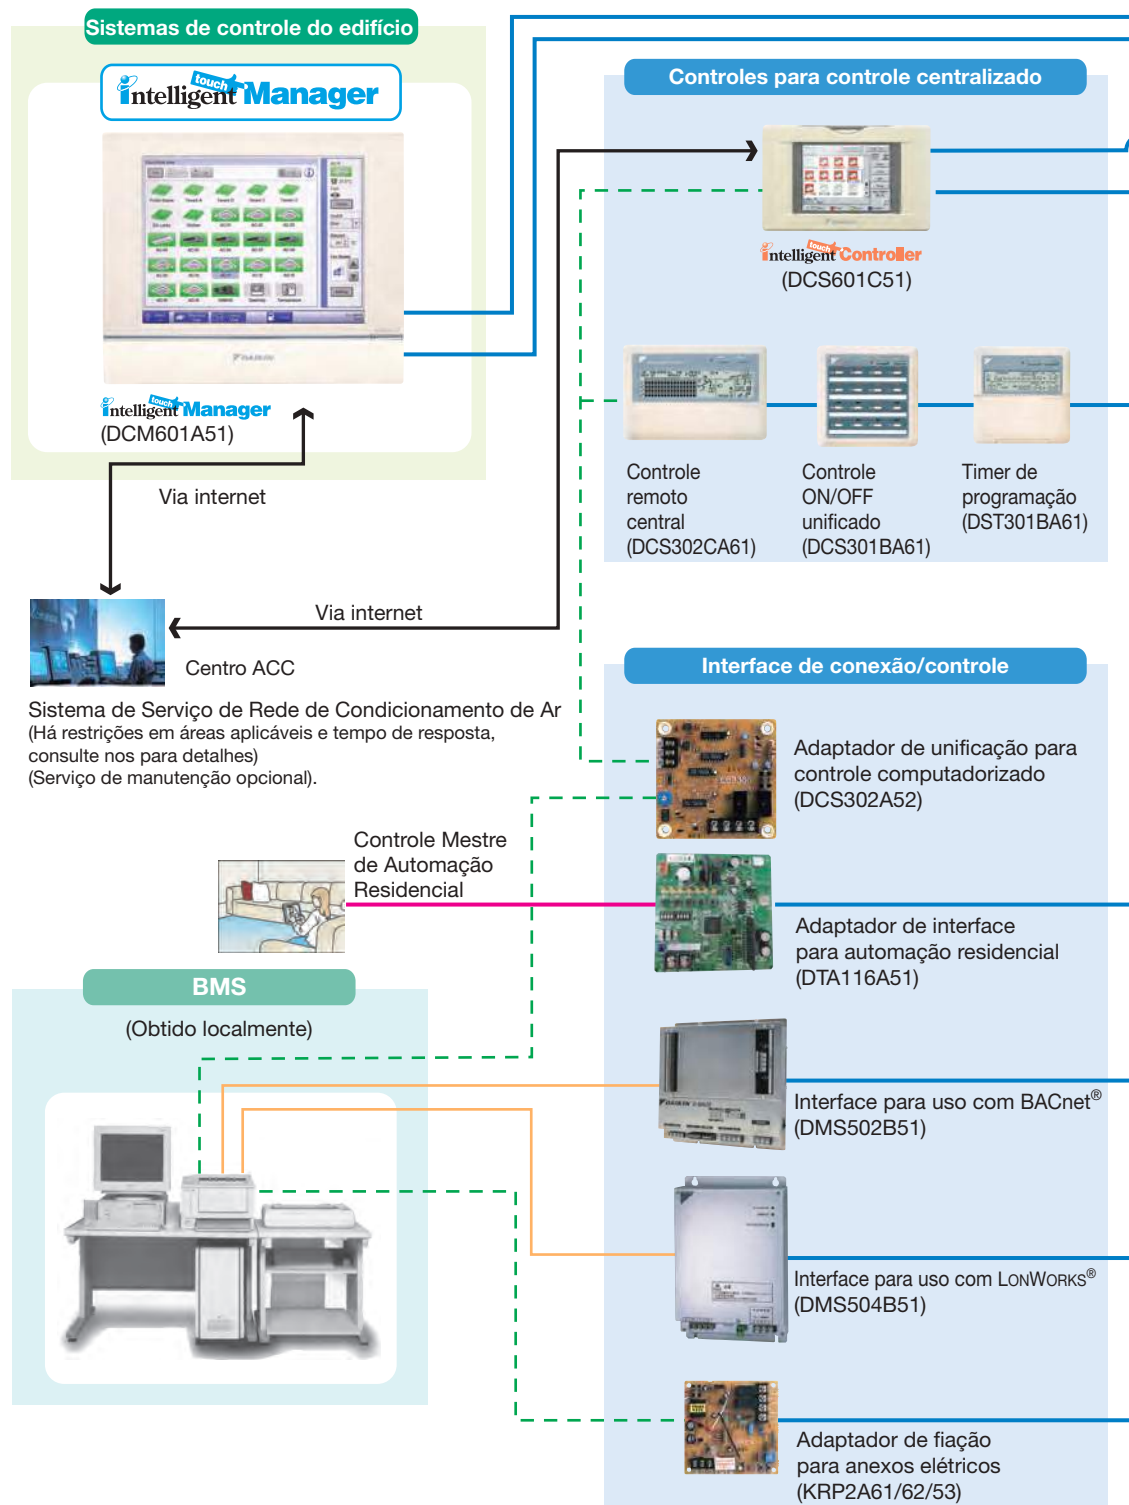 Sistemas de controle do edifício
intelligent touch Manager
DAIKIN
intelligent touch Manager
(DCM601A51)
Via internet
Via internet
Centro ACC
Sistema de Serviço de Rede de Condicionamento de Ar
(Há restrições em áreas aplicáveis e tempo de resposta,
consulte nos para detalhes)
(Serviço de manutenção opcional).
Controles para controle centralizado
intelligent touch Controller
(DCS601C51)
Controle
remoto
central
(DCS302CA61)
Controle
ON/OFF
unificado
(DCS301BA61)
Timer de
programação
(DST301BA61)
Interface de conexão/controle
Adaptador de unificação para
controle computadorizado
(DCS302A52)
Controle Mestre
de Automação
Residencial
Adaptador de interface
para automação residencial
(DTA116A51)
BMS
(Obtido localmente)
Interface para uso com BACnet®
(DMS502B51)
Interface para uso com LONWORKS®
(DMS504B51)
Adaptador de fiação
para anexos elétricos
(KRP2A61/62/53)